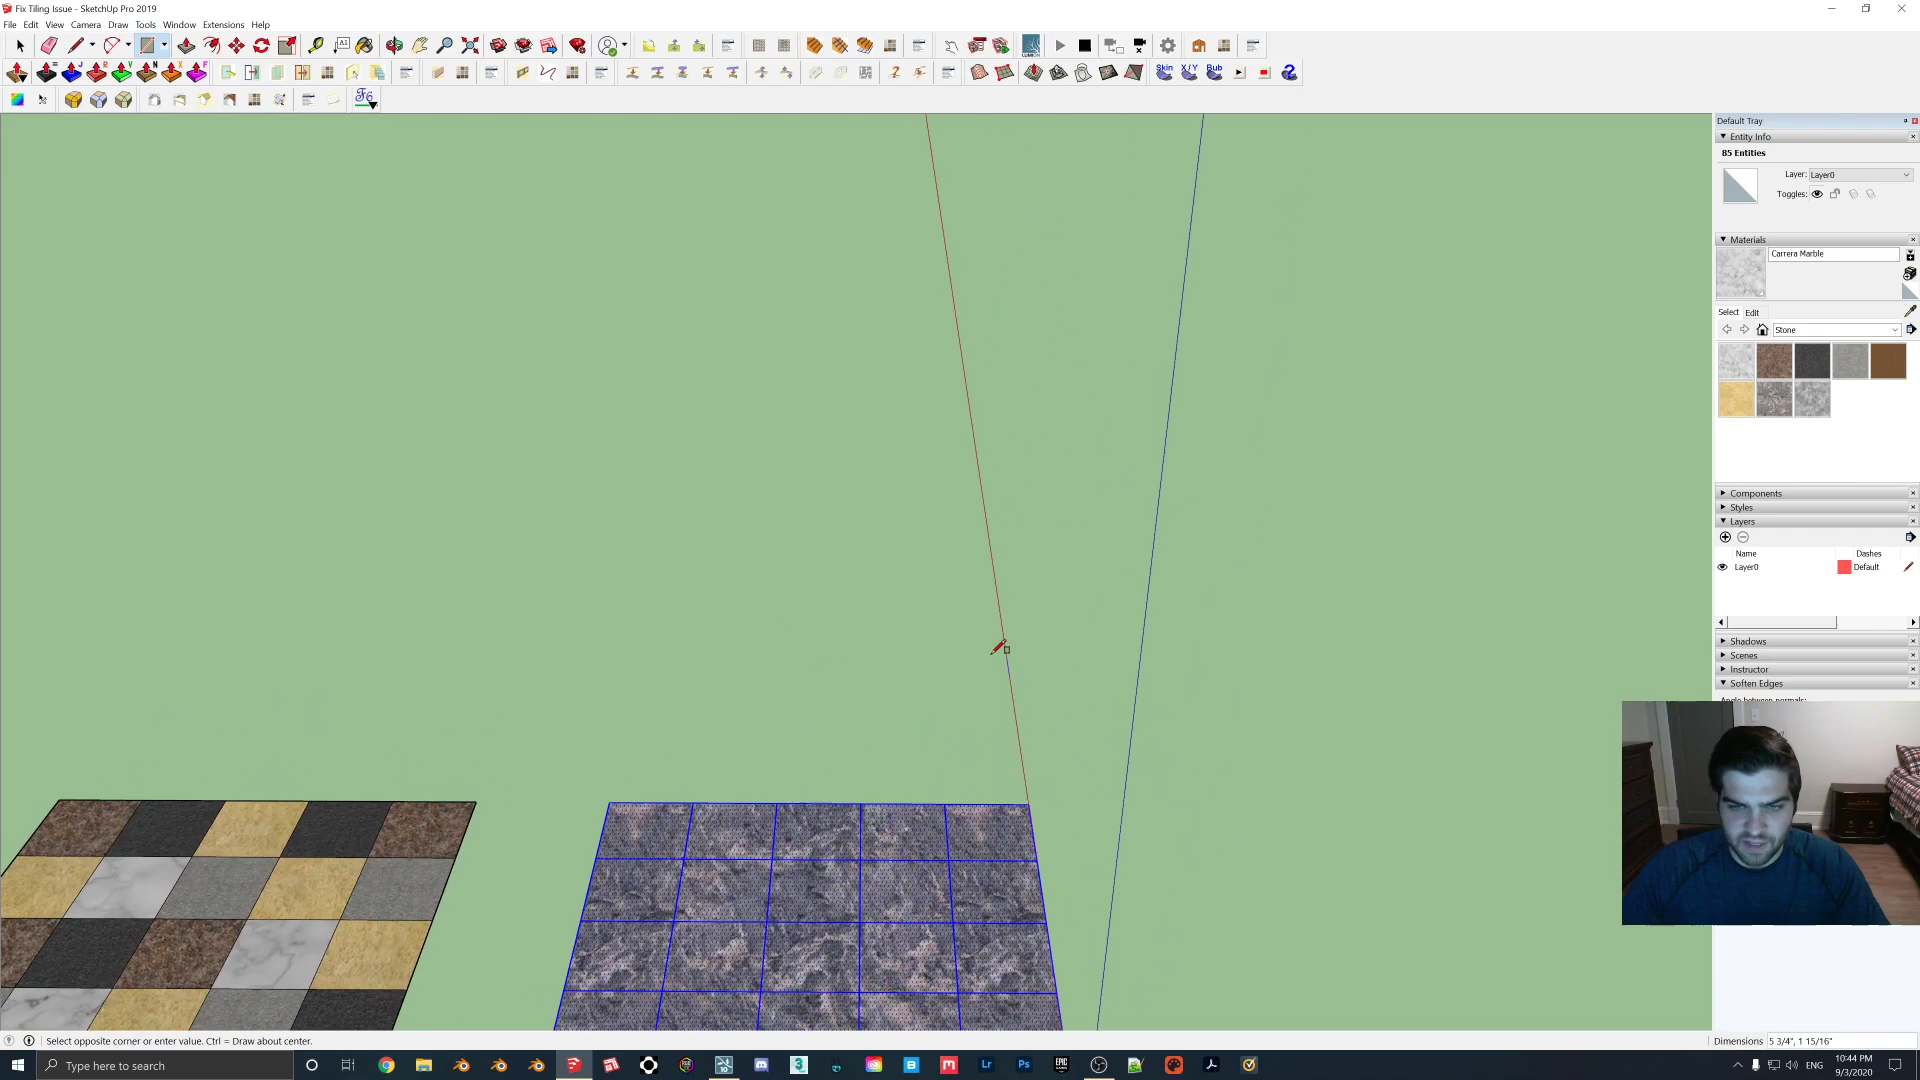 Fix Tiling Issue - SketchUp Pro 2019
File Edit View Camera Draw Tools Window Extensions Help
Skin X/Y Bub
Default Tray
Entity Info
85 Entities
Layer: Layer0
Toggles:
Materials
Carrera Marble
Select Edit
Stone
Components
Styles
Layers
Name Dashes
Layer0 Default
Shadows
Scenes
Instructor
Soften Edges
Select opposite corner or enter value. Ctrl = Draw about center.
Dimensions 5 3/4", 1 15/16"
Type here to search
ENG
10:44 PM
9/3/2020